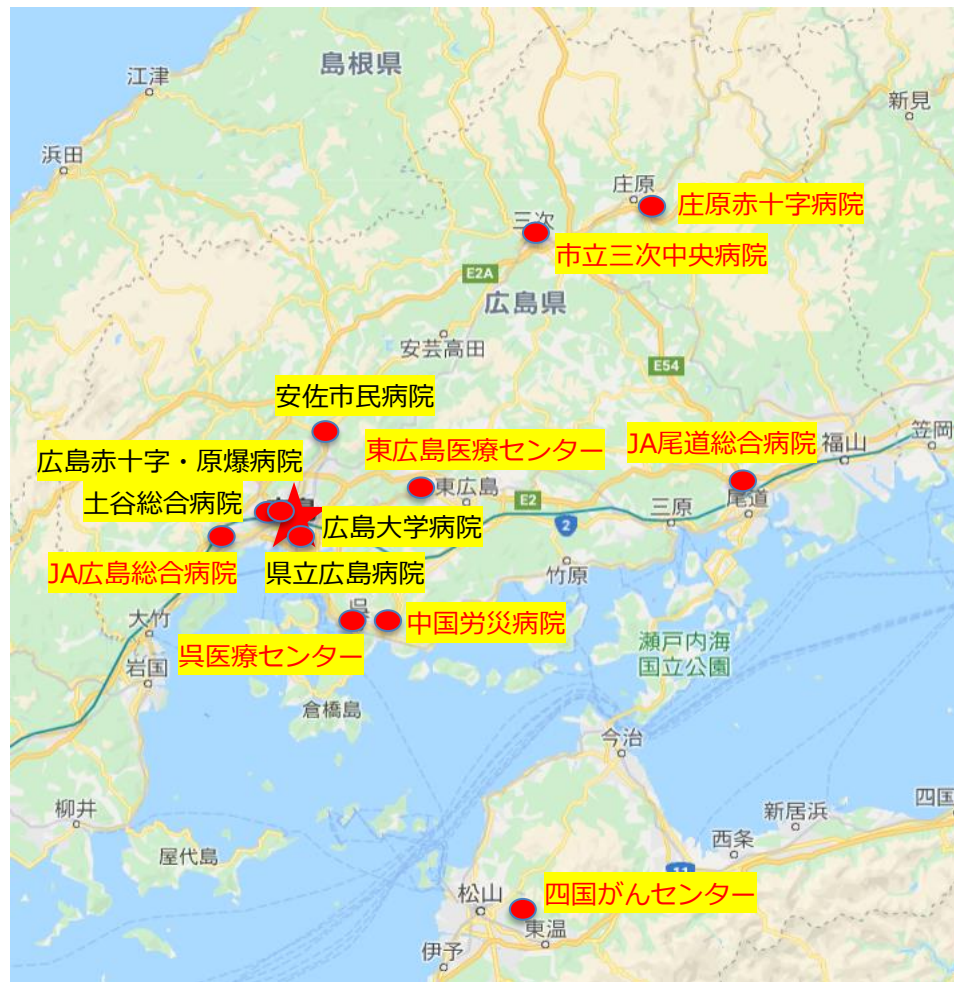 島根県
江津
新見
浜田
庄原
庄原赤十字病院
三次
市立三次中央病院
E2A
広島県
安芸高田
E54
安佐市民病院
JA尾道総合病院
笠岡
福山
東広島医療センター
広島赤十字・原爆病院
東広島
土谷総合病院
E2
尾道
三原
2
広島大学病院
JA広島総合病院
県立広島病院
竹原
大竹
呉
中国労災病院
呉医療センター
瀬戸内海
国立公園
岩国
倉橋島
今治
柳井
新居浜
四国
西条
屋代島
11
松山
四国がんセンター
東温
伊予